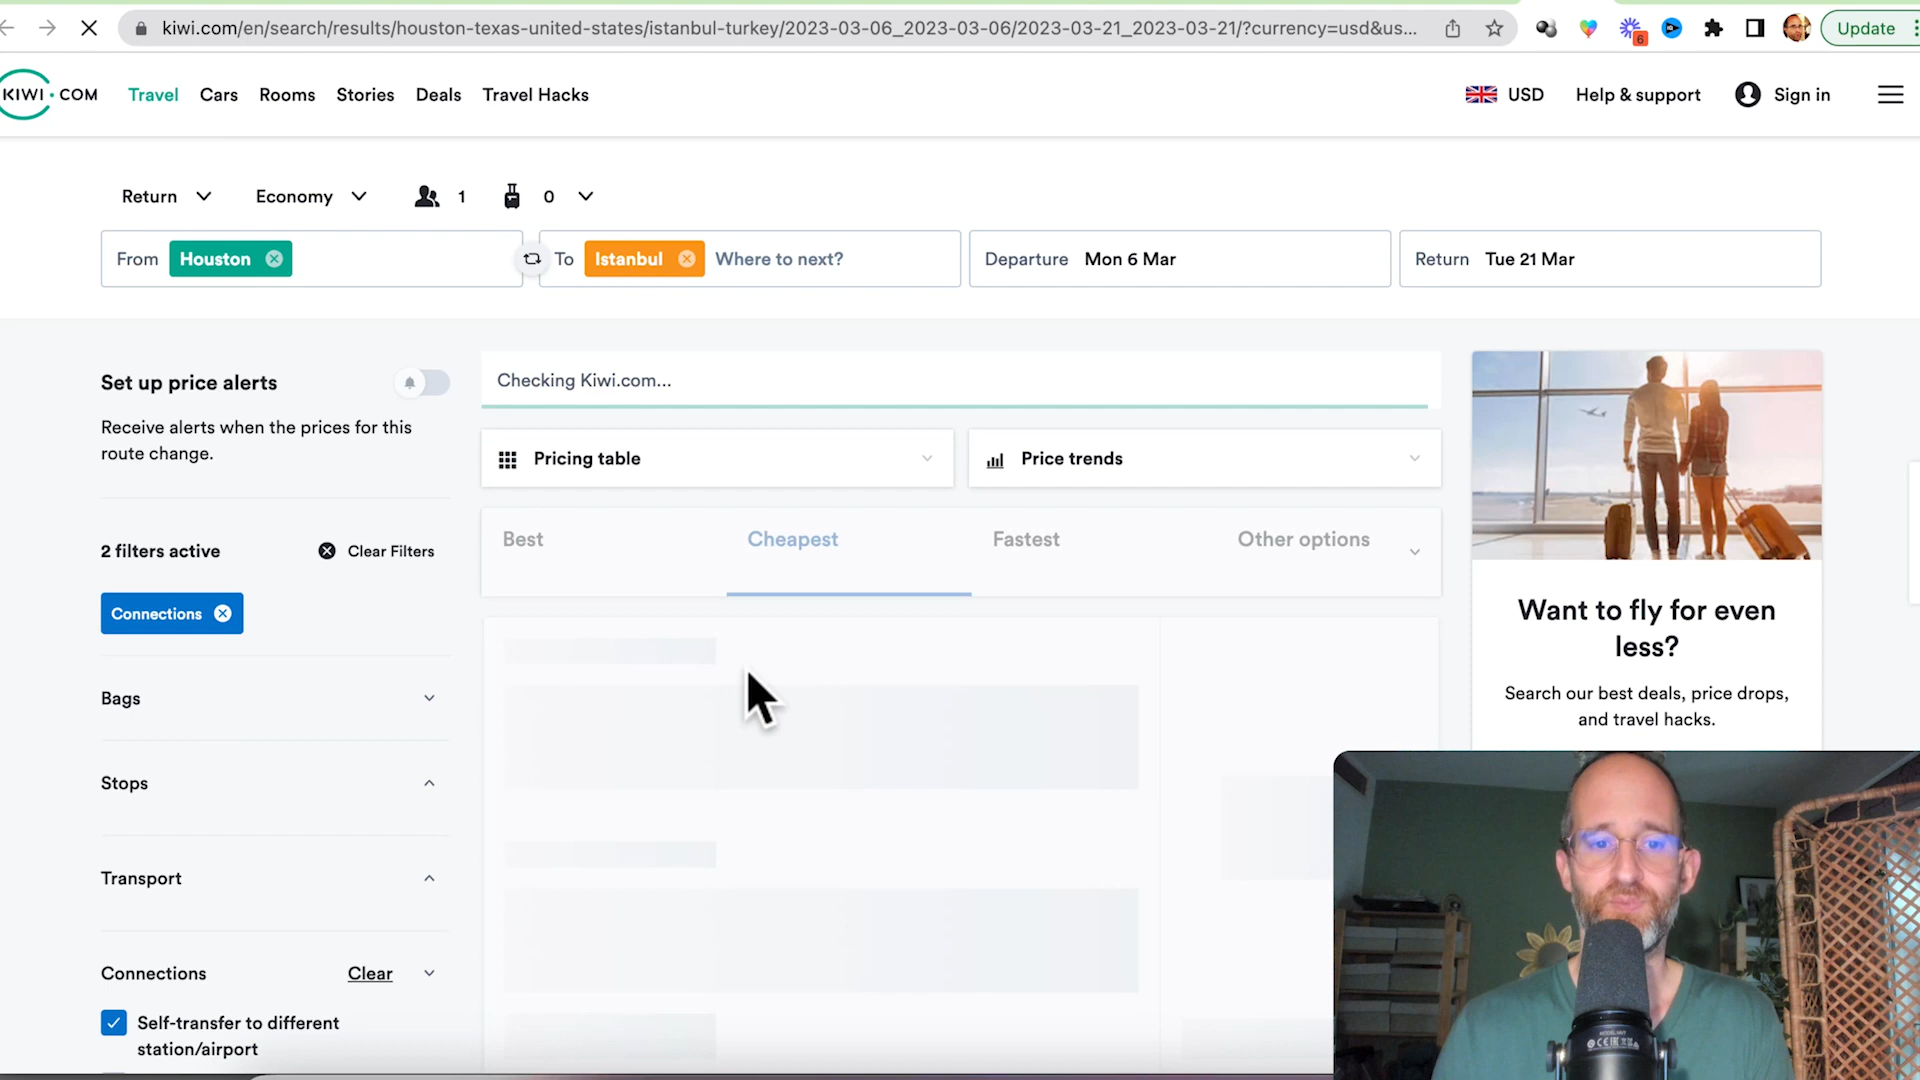 kiwi.com/en/search/results/houston-texas-united-states/istanbul-turkey/2023-03-06_2023-03-06/2023-03-21_2023-03-21/?currency=usd&us...
6
Update
KIWI.COM
Travel
Cars
Rooms
Stories
Deals
Travel Hacks
USD
Help & support
Sign in
Return
Economy
1
0
From
Houston
To
Istanbul
Where to next?
Departure
Mon 6 Mar
Return
Tue 21 Mar
Set up price alerts
Receive alerts when the prices for this
route change.
2 filters active
Clear Filters
Connections
Bags
Stops
Transport
Connections
Clear
Self-transfer to different
station/airport
Checking Kiwi.com...
Pricing table
Price trends
Best
Cheapest
Fastest
Other options
Want to fly for even
less?
Search our best deals, price drops,
and travel hacks.